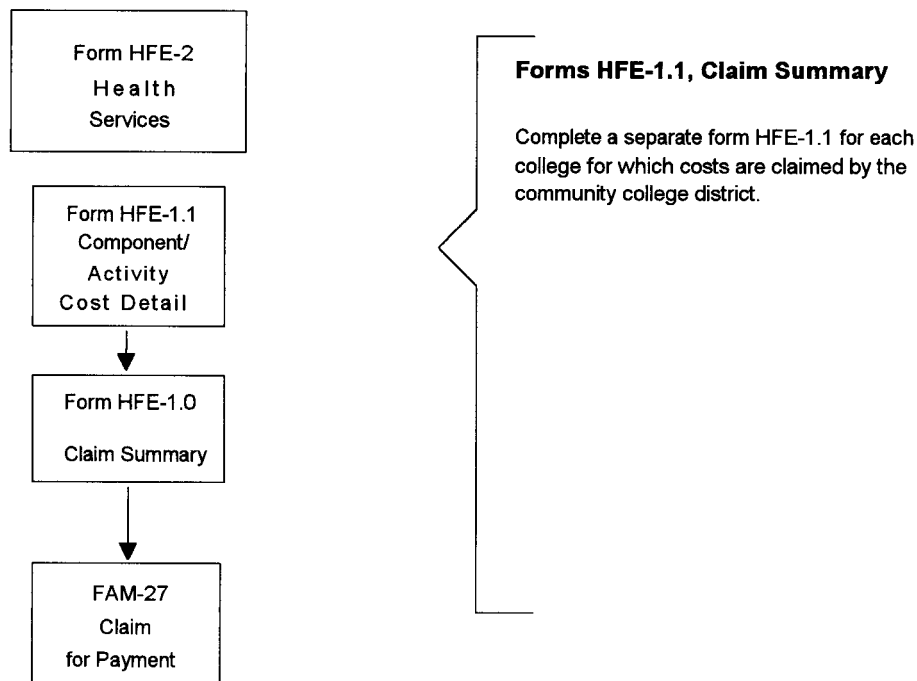 Form HFE-2
Health
Services
Form HFE-1.1
Component/
Activity
Cost Detail
Form HFE-1.0
Claim Summary
FAM-27
Claim
for Payment
Forms HFE-1.1, Claim Summary
Complete a separate form HFE-1.1 for each
college for which costs are claimed by the
community college district.